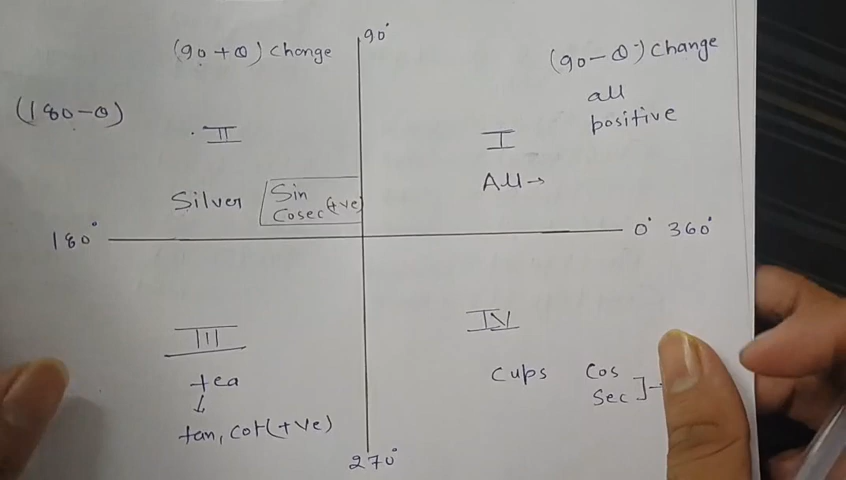 90°
(90+θ) Change
(90-θ) Change
all
positive
(180-θ)
II
I
All→
Silver
Sin
Cosec(+ve)
180°
0° 360°
III
IV
tea
↓
tan, cot(+ve)
Cups
Cos
Sec
270°